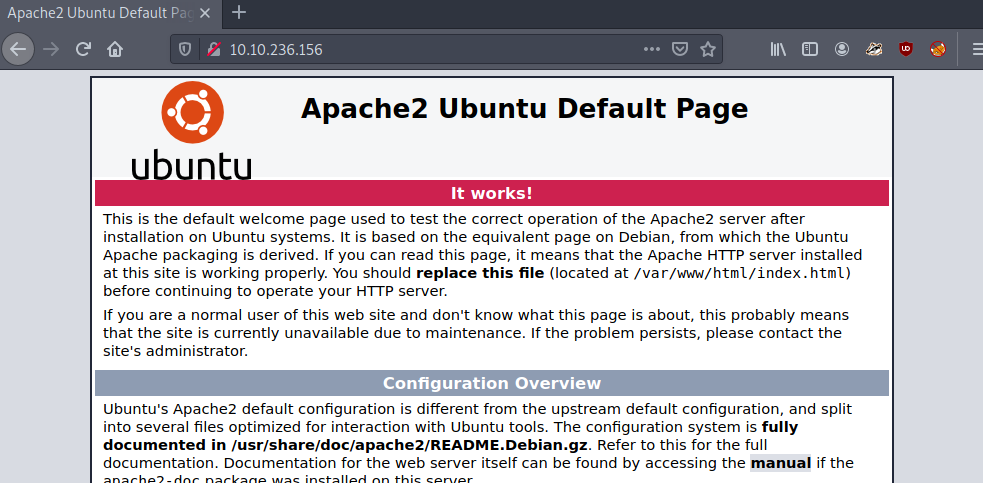 Apache2 Ubuntu Default Pag
10.10.236.156
Apache2 Ubuntu Default Page
ubuntu
It works!
This is the default welcome page used to test the correct operation of the Apache2 server after
installation on Ubuntu systems. It is based on the equivalent page on Debian, from which the Ubuntu
Apache packaging is derived. If you can read this page, it means that the Apache HTTP server installed
at this site is working properly. You should replace this file (located at /var/www/html/index.html)
before continuing to operate your HTTP server.
If you are a normal user of this web site and don't know what this page is about, this probably means
that the site is currently unavailable due to maintenance. If the problem persists, please contact the
site's administrator.
Configuration Overview
Ubuntu's Apache2 default configuration is different from the upstream default configuration, and split
into several files optimized for interaction with Ubuntu tools. The configuration system is fully
documented in /usr/share/doc/apache2/README.Debian.gz. Refer to this for the full
documentation. Documentation for the web server itself can be found by accessing the manual if the
apache2-doc package was installed on this server.